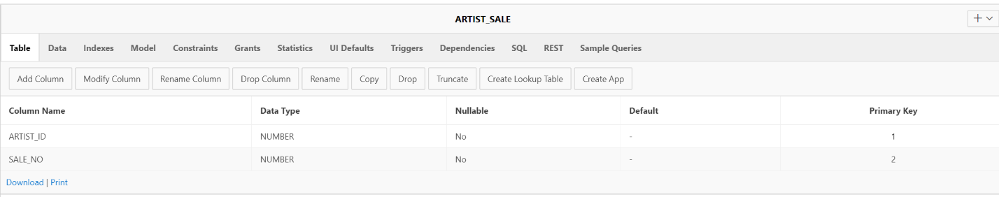 ARTIST_SALE
Table Data Indexes Model Constraints Grants Statistics UI Defaults Triggers Dependencies SQL REST Sample Queries
Add Column Modify Column Rename Column Drop Column Rename Copy Drop Truncate Create Lookup Table Create App
Column Name Data Type Nullable Default Primary Key
ARTIST_ID NUMBER No - 1
SALE_NO NUMBER No - 2
Download | Print